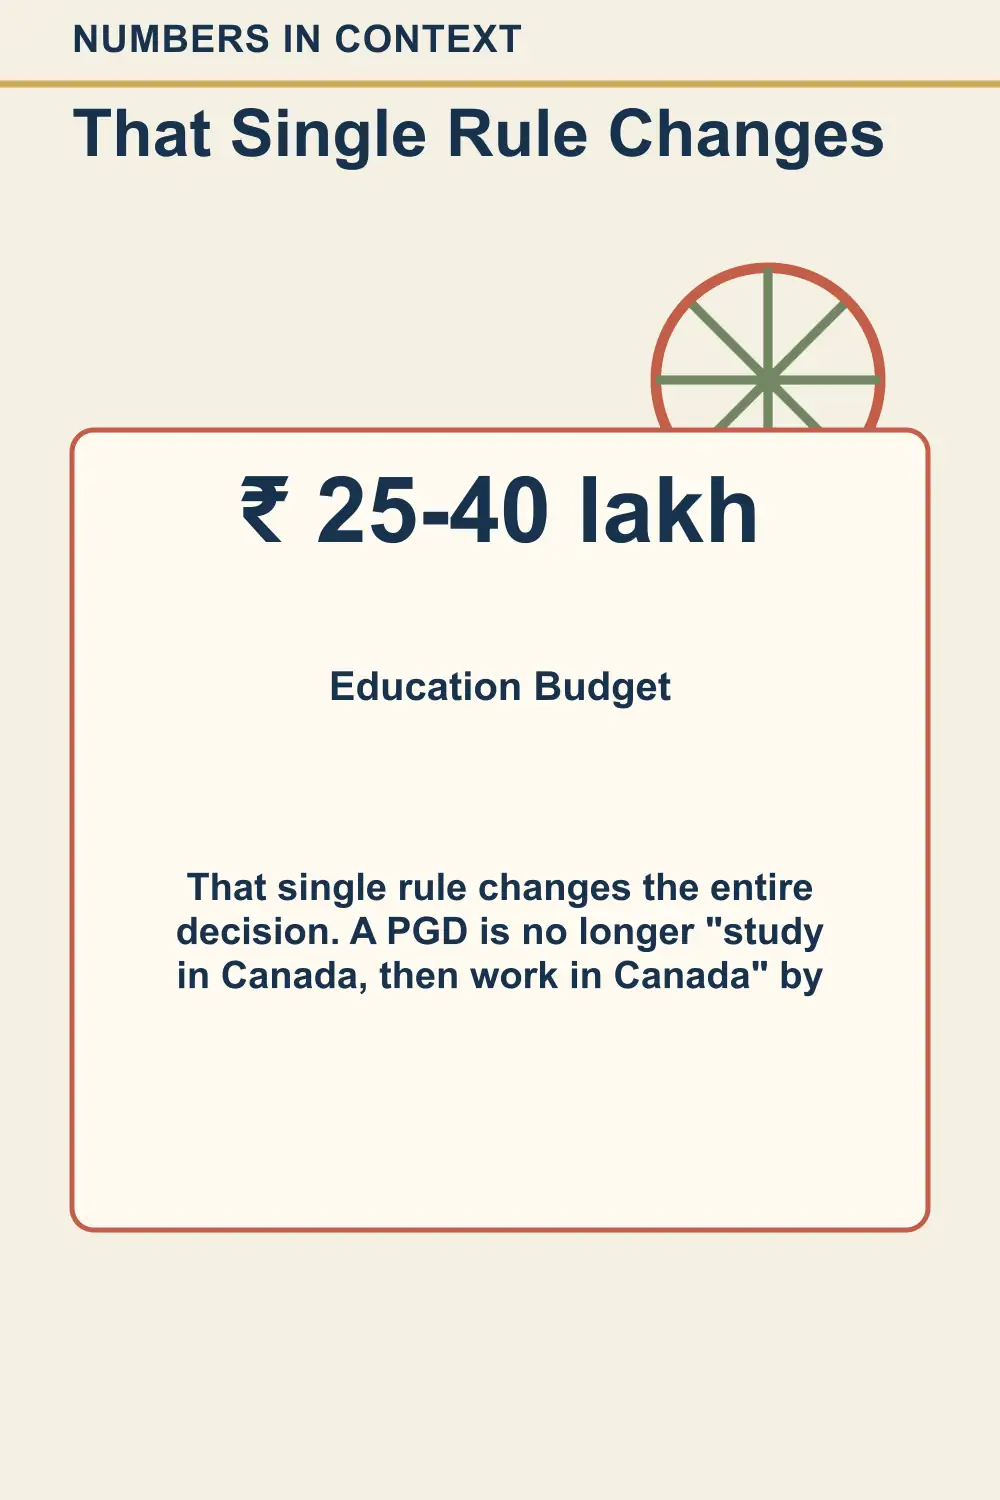 NUMBERS IN CONTEXT
That Single Rule Changes
₹ 25-40 lakh
Education Budget
That single rule changes the entire
decision. A PGD is no longer "study
in Canada, then work in Canada" by